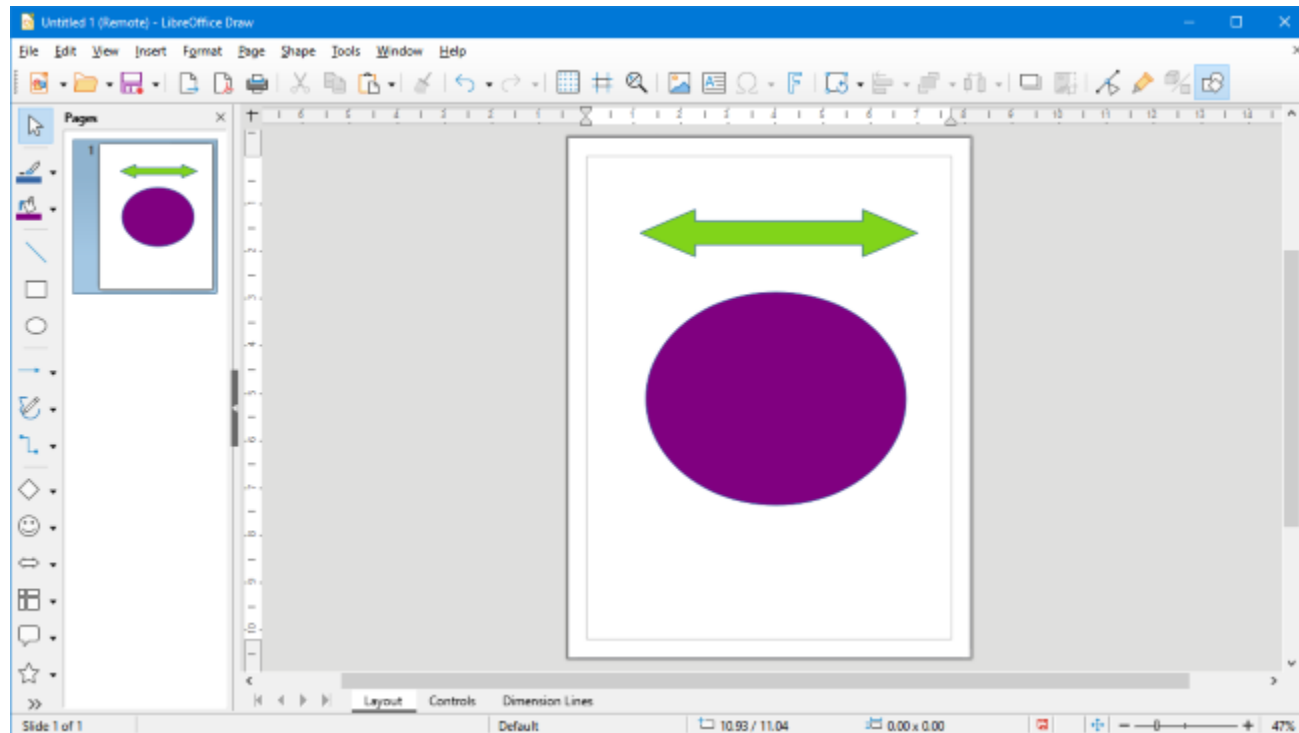 Untitled 1 (Remote) - LibreOffice Draw
File Edit View Insert Format Page Shape Tools Window Help
Pages
1
Layout Controls Dimension Lines
Slide 1 of 1 Default 10.93 / 11.04 0.00 x 0.00 47%